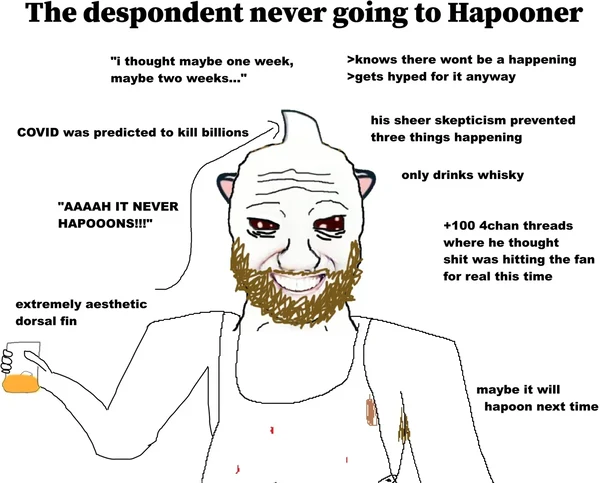 The despondent never going to Hapooner
"i thought maybe one week,
maybe two weeks..."
>knows there wont be a happening
>gets hyped for it anyway
COVID was predicted to kill billions
his sheer skepticism prevented
three things happening
only drinks whisky
"AAAAH IT NEVER
HAPOOONS!!!"
+100 4chan threads
where he thought
shit was hitting the fan
for real this time
extremely aesthetic
dorsal fin
maybe it will
hapoon next time